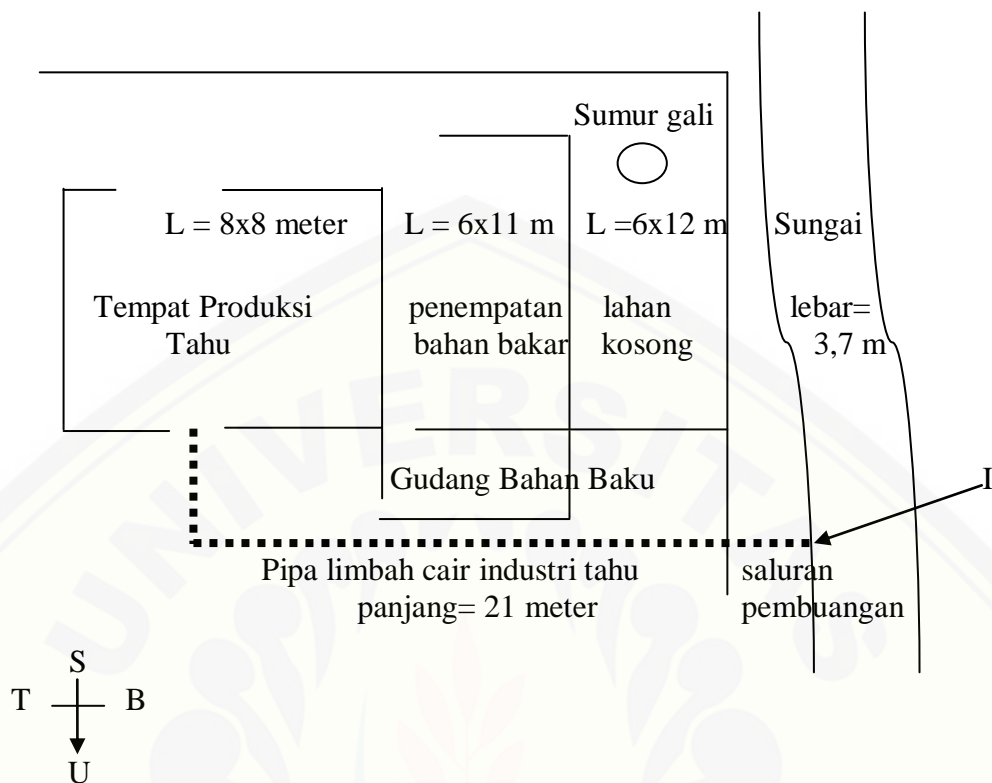 Sumur gali
L = 8x8 meter
L = 6x11 m
L =6x12 m
Sungai
Tempat Produksi
Tahu
penempatan
bahan bakar
lahan
kosong
lebar=
3,7 m
Gudang Bahan Baku
I
Pipa limbah cair industri tahu
panjang= 21 meter
saluran
pembuangan
S
T B
U
UNIVERSITAS